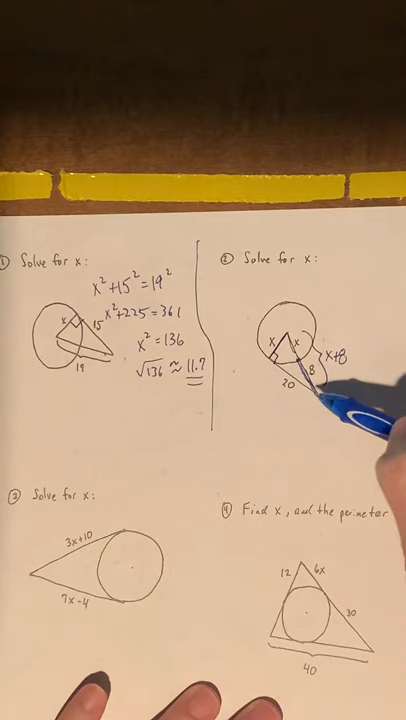 ① Solve for x:
x² + 15² = 19²
x² + 225 = 361
x² = 136
√136 ≈ 11.7
x
15
19
② Solve for x:
x
x
x+8
8
20
③ Solve for x:
3x+10
7x-4
④ Find x, and the perimeter
12
6x
30
40